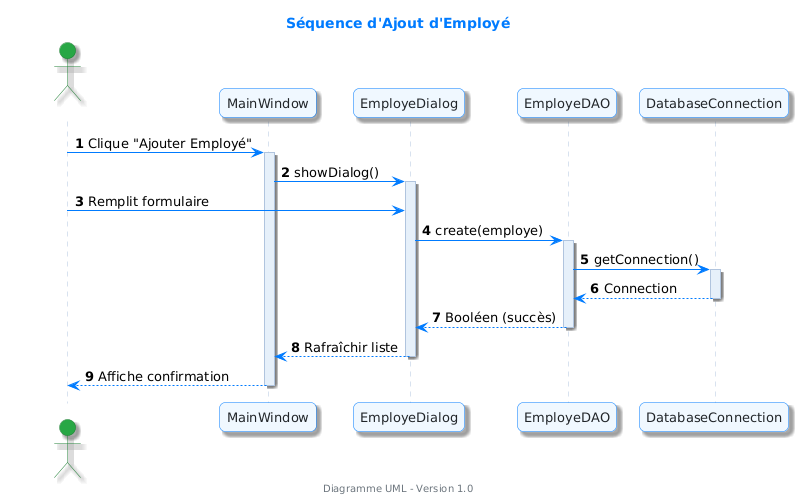 Séquence d'Ajout d'Employé
MainWindow EmployeDialog EmployeDAO DatabaseConnection
1 Clique "Ajouter Employé"
2 showDialog()
3 Remplit formulaire
4 create(employe)
5 getConnection()
6 Connection
7 Booléen (succès)
8 Rafraîchir liste
9 Affiche confirmation
MainWindow EmployeDialog EmployeDAO DatabaseConnection
Diagramme UML - Version 1.0